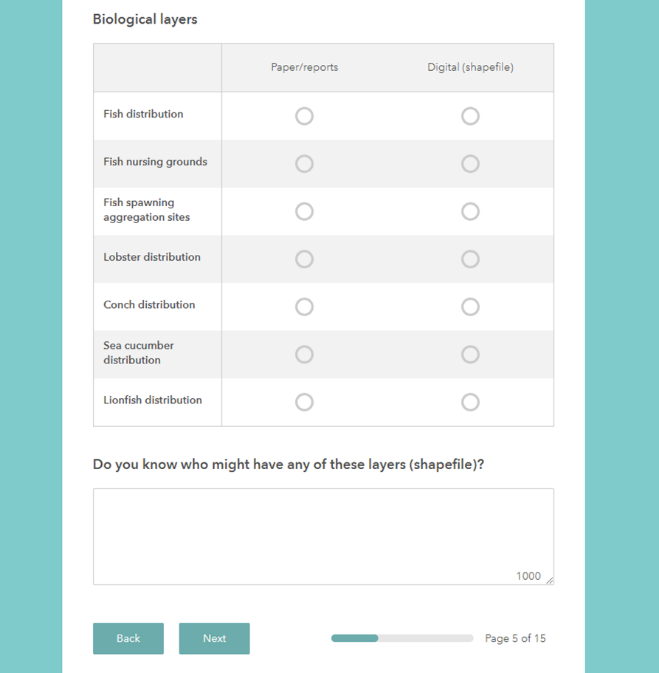 Biological layers
Paper/reports Digital (shapefile)
Fish distribution
Fish nursing grounds
Fish spawning
aggregation sites
Lobster distribution
Conch distribution
Sea cucumber
distribution
Lionfish distribution
Do you know who might have any of these layers (shapefile)?
1000
Back Next Page 5 of 15